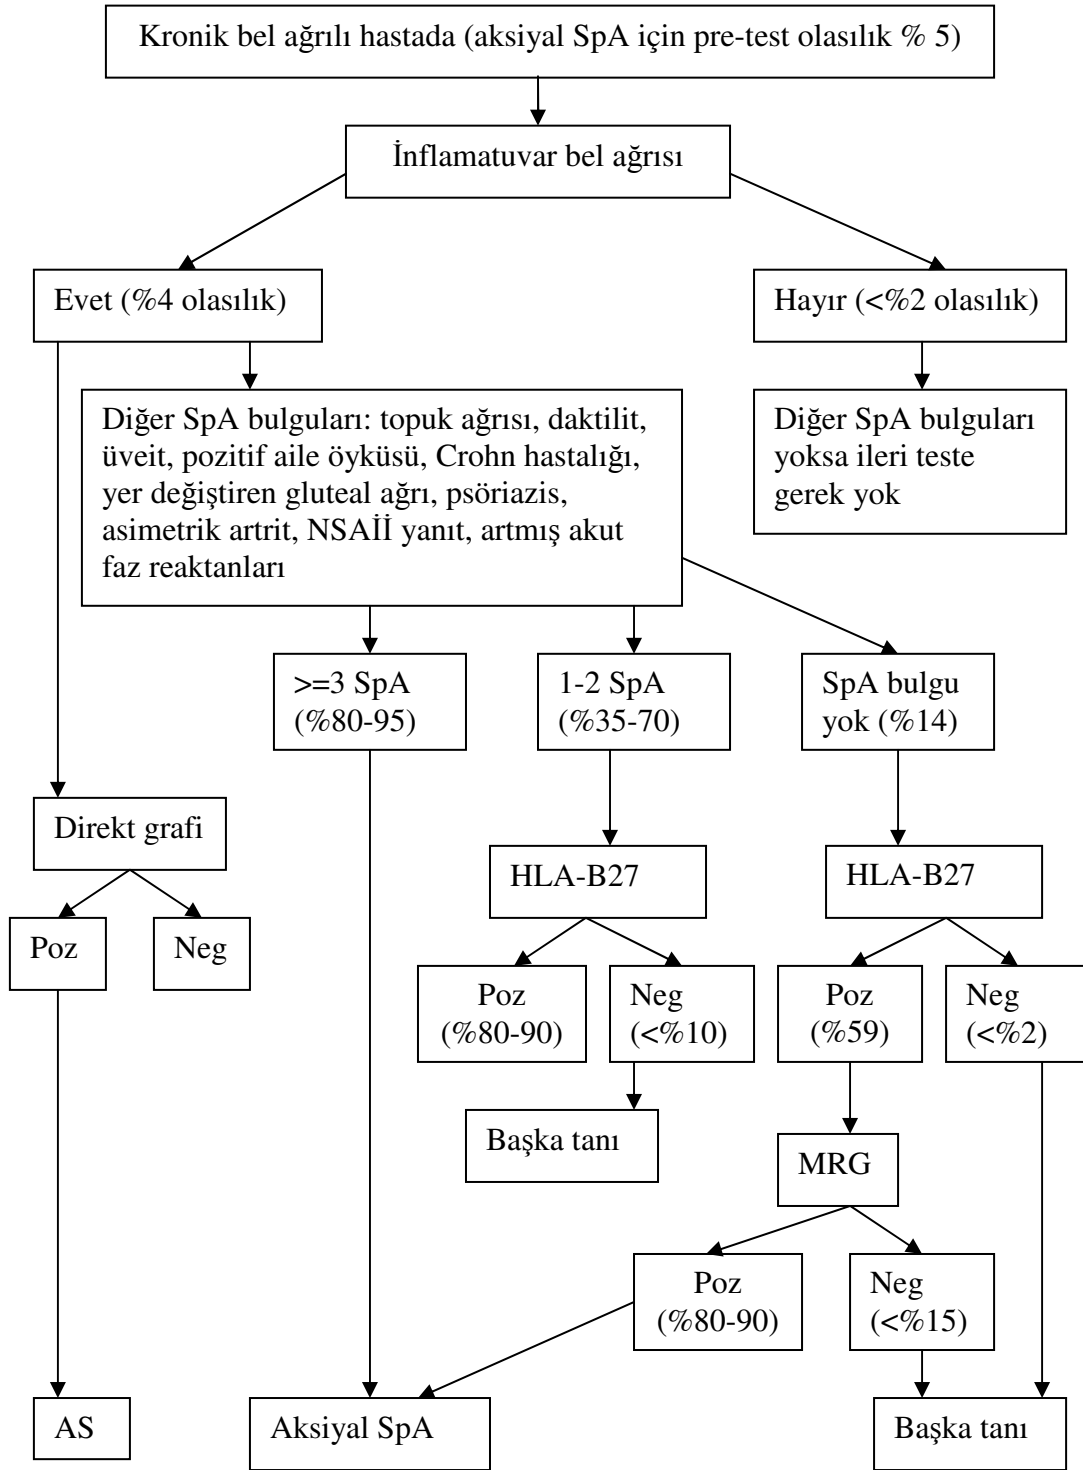 Kronik bel ağrılı hastada (aksiyal SpA için pre-test olasılık % 5)
İnflamatuvar bel ağrısı
Evet (%4 olasılık)
Hayır (<%2 olasılık)
Diğer SpA bulguları: topuk ağrısı, daktilit,
üveit, pozitif aile öyküsü, Crohn hastalığı,
yer değiştiren gluteal ağrı, psöriazis,
asimetrik artrit, NSAİİ yanıt, artmış akut
faz reaktanları
Diğer SpA bulguları
yoksa ileri teste
gerek yok
>=3 SpA
(%80-95)
1-2 SpA
(%35-70)
SpA bulgu
yok (%14)
Direkt grafi
HLA-B27
HLA-B27
Poz
Neg
Poz
(%80-90)
Neg
(<%10)
Poz
(%59)
Neg
(<%2)
Başka tanı
MRG
Poz
(%80-90)
Neg
(<%15)
AS
Aksiyal SpA
Başka tanı